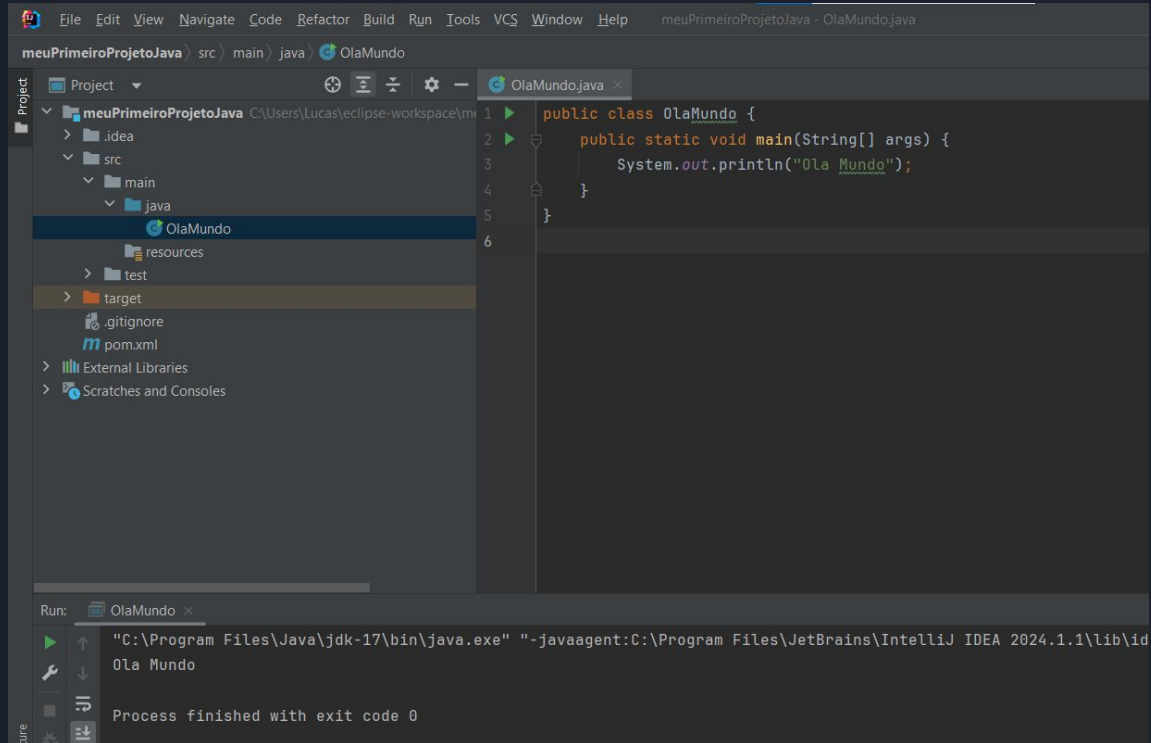 File Edit View Navigate Code Refactor Build Run Tools VCS Window Help meuPrimeiroProjetoJava - OlaMundo.java
meuPrimeiroProjetoJava src main java OlaMundo
Project
Project
meuPrimeiroProjetoJava C:\Users\Lucas\eclipse-workspace\me
.idea
src
main
java
OlaMundo
resources
test
target
.gitignore
pom.xml
External Libraries
Scratches and Consoles
OlaMundo.java
1 public class OlaMundo {
2 public static void main(String[] args) {
3 System.out.println("Ola Mundo");
4 }
5 }
6
Run: OlaMundo
"C:\Program Files\Java\jdk-17\bin\java.exe" "-javaagent:C:\Program Files\JetBrains\IntelliJ IDEA 2024.1.1\lib\id
Ola Mundo
Process finished with exit code 0